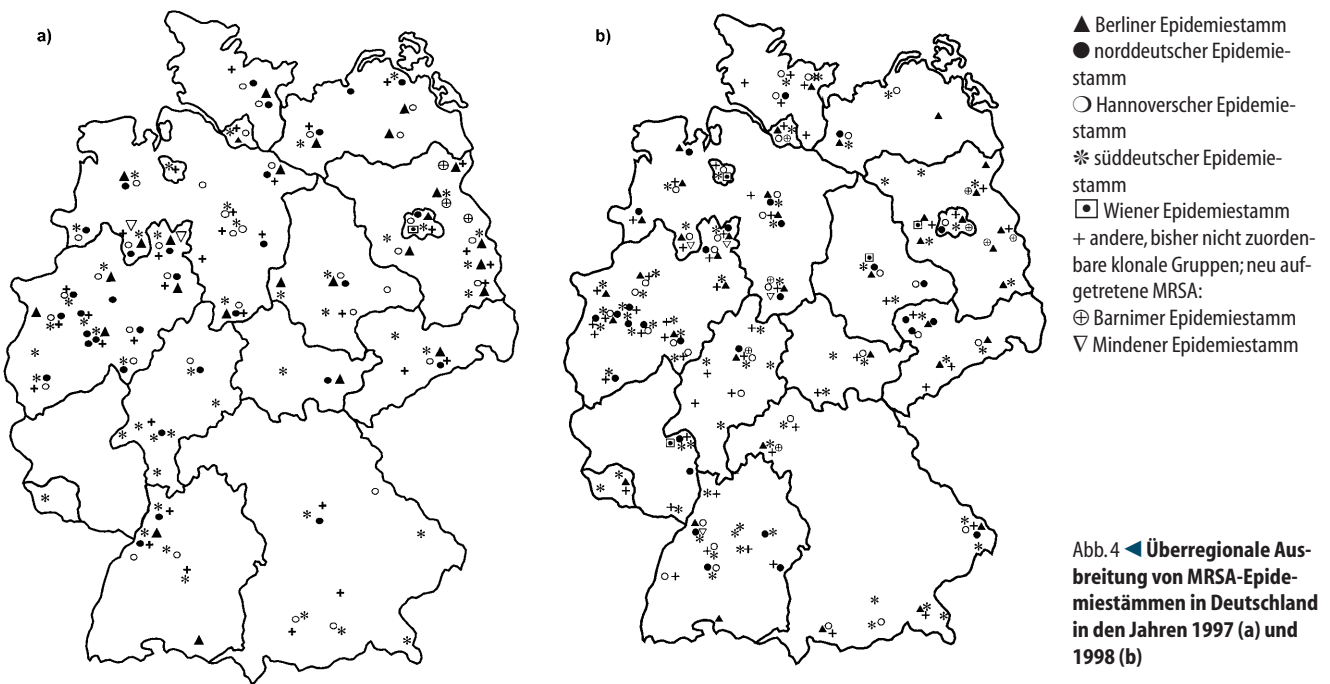 a)
b)
▲ Berliner Epidemiestamm
● norddeutscher Epidemie-
stamm
❍ Hannoverscher Epidemie-
stamm
✲ süddeutscher Epidemie-
stamm
Wiener Epidemiestamm
+ andere, bisher nicht zuorden-
bare klonale Gruppen; neu auf-
getretene MRSA:
⊕ Barnimer Epidemiestamm
▽ Mindener Epidemiestamm
Abb. 4 ◀ Überregionale Aus-
breitung von MRSA-Epide-
miestämmen in Deutschland
in den Jahren 1997 (a) und
1998 (b)